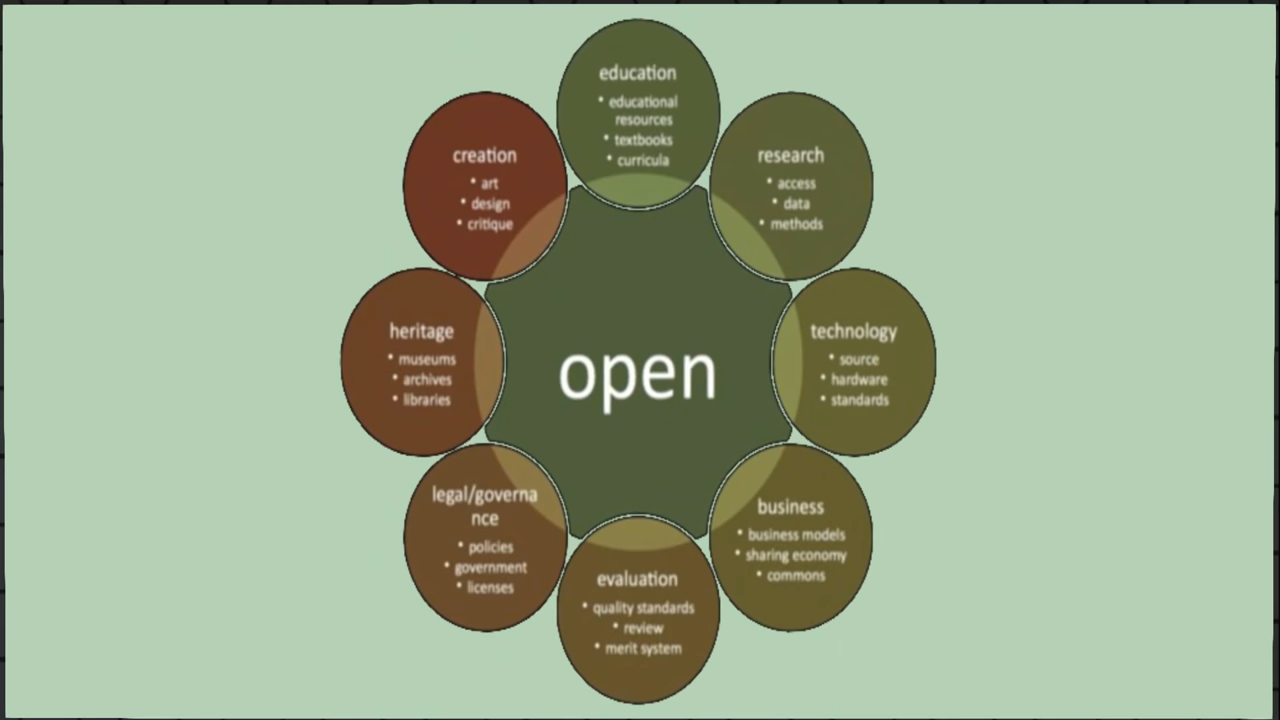 education
• educational
resources
• textbooks
• curricula
research
• access
• data
• methods
technology
• source
• hardware
• standards
business
• business models
• sharing economy
• commons
evaluation
• quality standards
• review
• merit system
legal/governa
nce
• policies
• government
• licenses
heritage
• museums
• archives
• libraries
creation
• art
• design
• critique
open